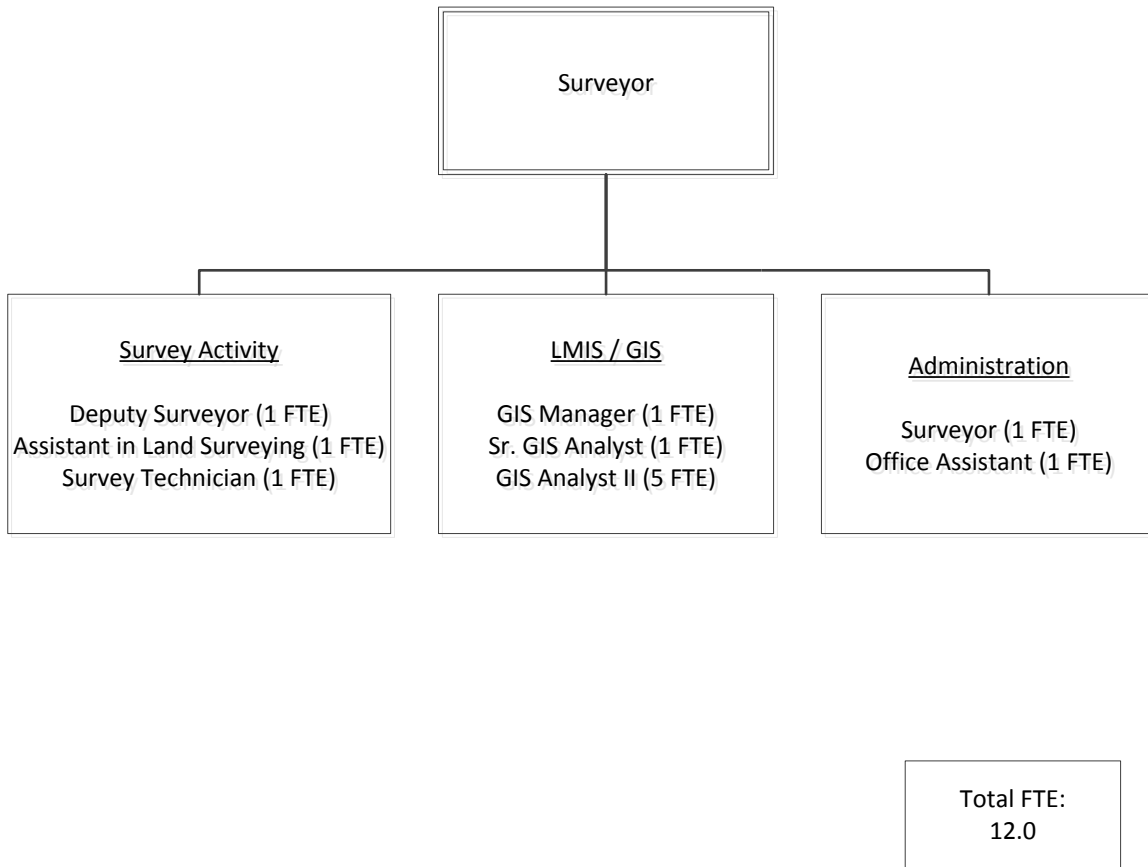 Surveyor
Survey Activity
Deputy Surveyor (1 FTE)
Assistant in Land Surveying (1 FTE)
Survey Technician (1 FTE)
LMIS / GIS
GIS Manager (1 FTE)
Sr. GIS Analyst (1 FTE)
GIS Analyst II (5 FTE)
Administration
Surveyor (1 FTE)
Office Assistant (1 FTE)
Total FTE:
12.0